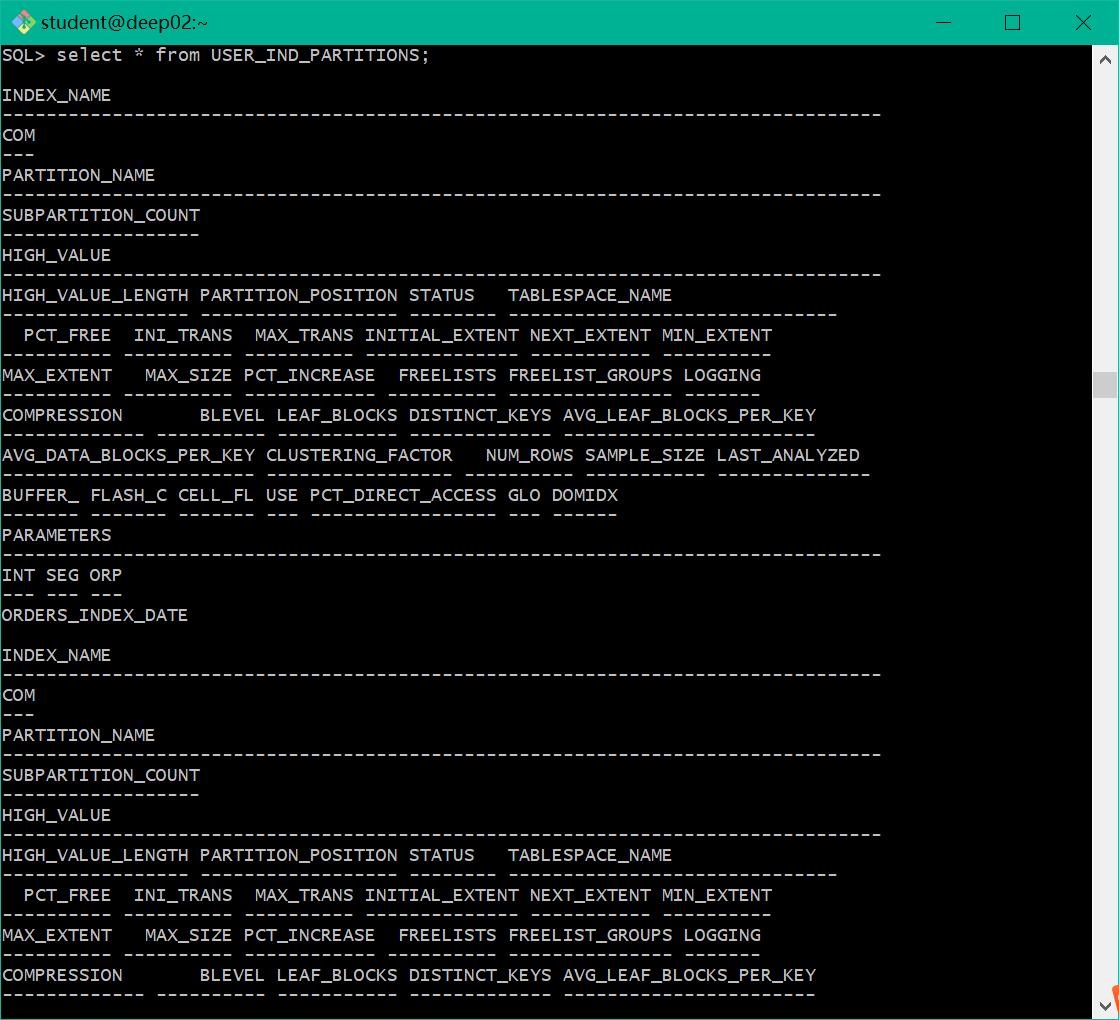 student@deep02:~
SQL> select * from USER_IND_PARTITIONS;
INDEX_NAME
--------------------------------------------------------------------------------
COM
---
PARTITION_NAME
--------------------------------------------------------------------------------
SUBPARTITION_COUNT
------------------
HIGH_VALUE
--------------------------------------------------------------------------------
HIGH_VALUE_LENGTH PARTITION_POSITION STATUS   TABLESPACE_NAME
----------------- ------------------ -------- ------------------------------
  PCT_FREE  INI_TRANS  MAX_TRANS INITIAL_EXTENT NEXT_EXTENT MIN_EXTENT
---------- ---------- ---------- -------------- ----------- ----------
MAX_EXTENT   MAX_SIZE PCT_INCREASE  FREELISTS FREELIST_GROUPS LOGGING
---------- ---------- ------------ ---------- --------------- -------
COMPRESSION       BLEVEL LEAF_BLOCKS DISTINCT_KEYS AVG_LEAF_BLOCKS_PER_KEY
------------- ---------- ----------- ------------- -----------------------
AVG_DATA_BLOCKS_PER_KEY CLUSTERING_FACTOR   NUM_ROWS SAMPLE_SIZE LAST_ANALYZED
----------------------- ----------------- ---------- ----------- --------------
BUFFER_ FLASH_C CELL_FL USE PCT_DIRECT_ACCESS GLO DOMIDX
------- ------- ------- --- ----------------- --- ------
PARAMETERS
--------------------------------------------------------------------------------
INT SEG ORP
--- --- ---
ORDERS_INDEX_DATE
INDEX_NAME
--------------------------------------------------------------------------------
COM
---
PARTITION_NAME
--------------------------------------------------------------------------------
SUBPARTITION_COUNT
------------------
HIGH_VALUE
--------------------------------------------------------------------------------
HIGH_VALUE_LENGTH PARTITION_POSITION STATUS   TABLESPACE_NAME
----------------- ------------------ -------- ------------------------------
  PCT_FREE  INI_TRANS  MAX_TRANS INITIAL_EXTENT NEXT_EXTENT MIN_EXTENT
---------- ---------- ---------- -------------- ----------- ----------
MAX_EXTENT   MAX_SIZE PCT_INCREASE  FREELISTS FREELIST_GROUPS LOGGING
---------- ---------- ------------ ---------- --------------- -------
COMPRESSION       BLEVEL LEAF_BLOCKS DISTINCT_KEYS AVG_LEAF_BLOCKS_PER_KEY
------------- ---------- ----------- ------------- -----------------------